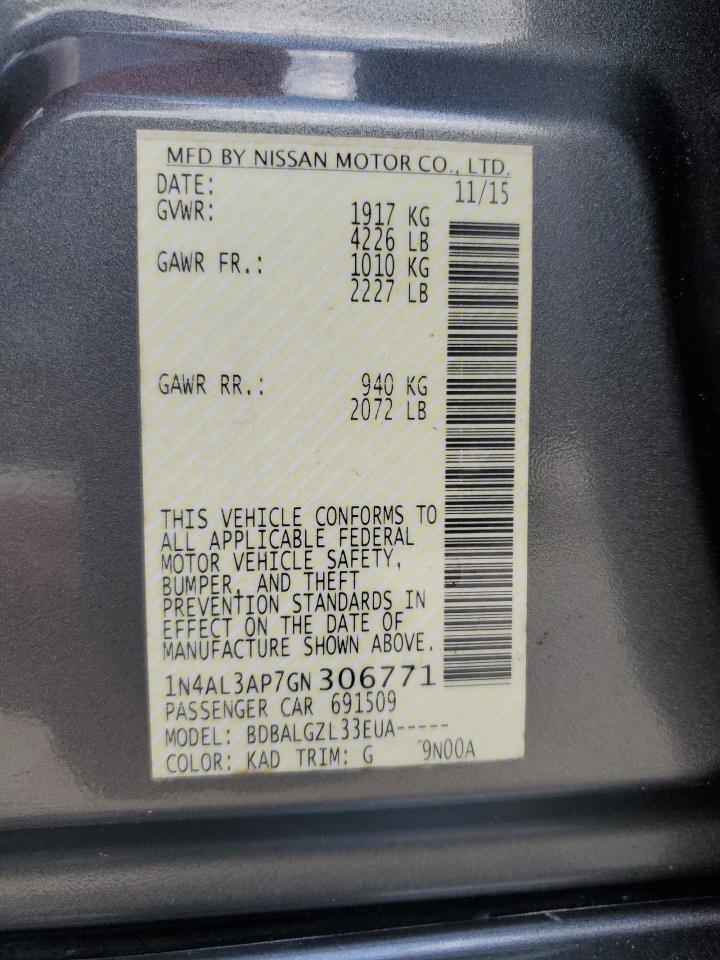 MFD BY NISSAN MOTOR CO., LTD.
DATE: 11/15
GVWR: 1917 KG
4226 LB
GAWR FR.: 1010 KG
2227 LB
GAWR RR.: 940 KG
2072 LB
THIS VEHICLE CONFORMS TO
ALL APPLICABLE FEDERAL
MOTOR VEHICLE SAFETY,
BUMPER, AND THEFT
PREVENTION STANDARDS IN
EFFECT ON THE DATE OF
MANUFACTURE SHOWN ABOVE.
1N4AL3AP7GN306771
PASSENGER CAR 691509
MODEL: BDBALGZL33EUA-----
COLOR: KAD TRIM: G 9N00A